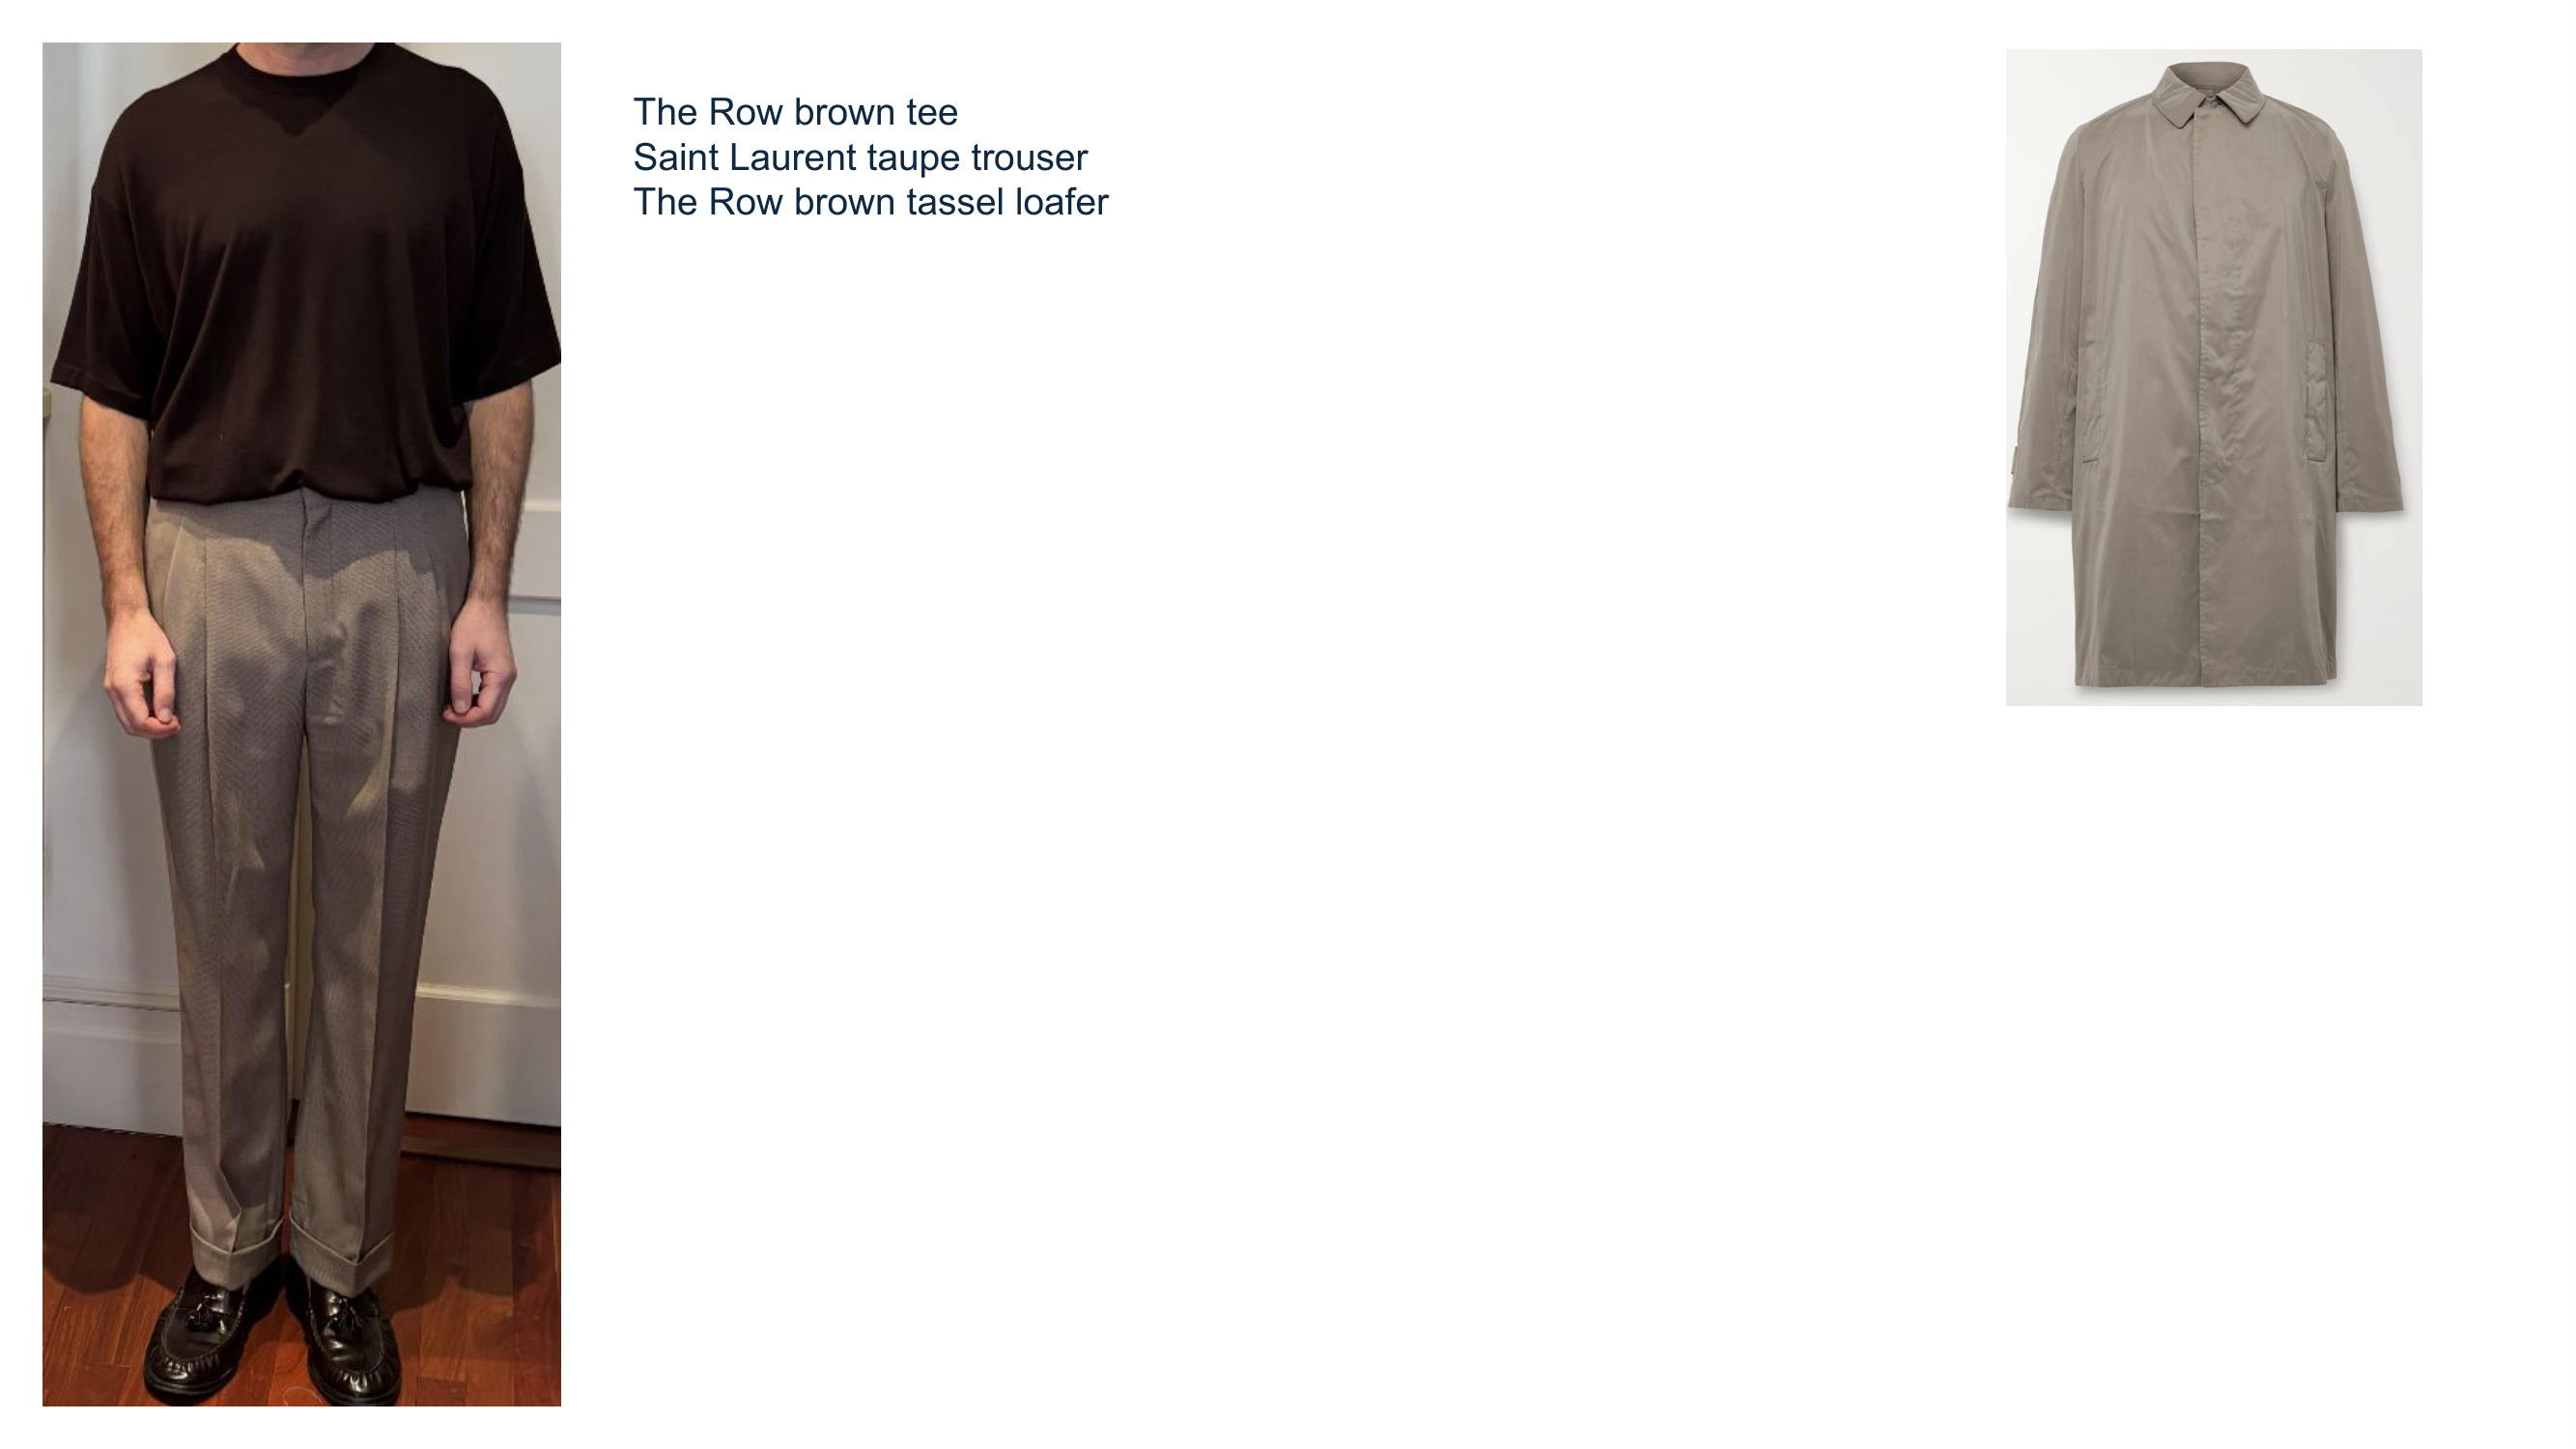 The Row brown tee
Saint Laurent taupe trouser
The Row brown tassel loafer